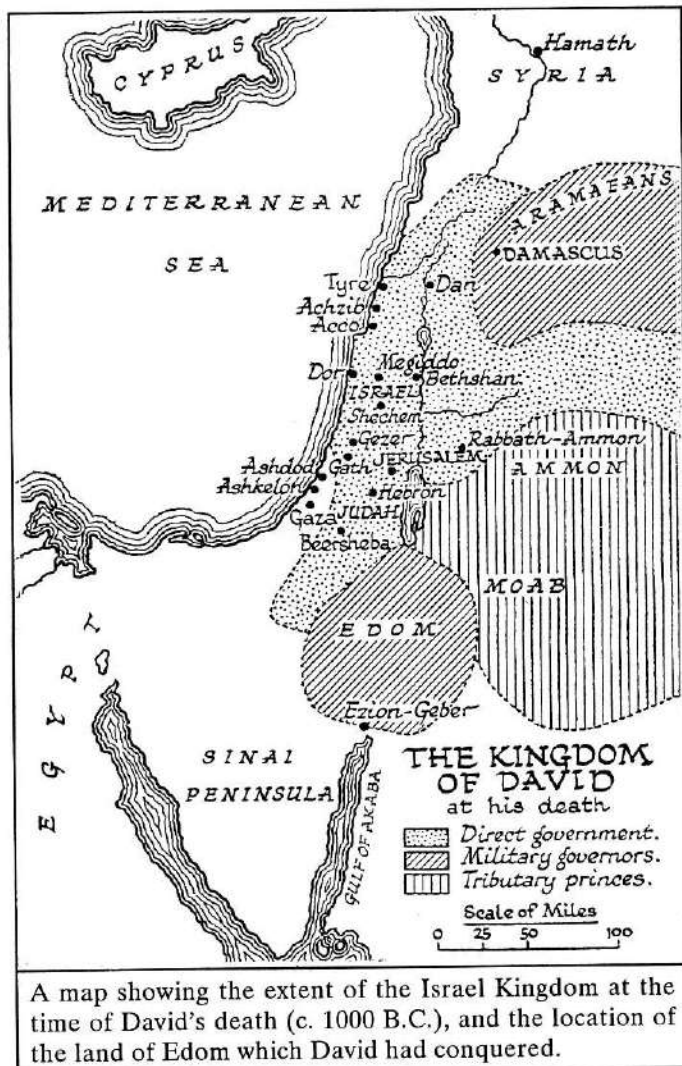 CYPRUS
Hamath
SYRIA
MEDITERRANEAN
SEA
ARAMAEANS
DAMASCUS
Tyre
Dan
Achzib
Acco
Dor
Megiddo
Bethshan
ISRAEL
Shechem
Gezer
Rabbath-Ammon
JERUSALEM
Gath
Ashdod
AMMON
Ashkelon
Hebron
Gaza
JUDAH
Beersheba
MOAB
EDOM
EGYPT
Ezion-Geber
SINAI
PENINSULA
GULF OF AKABA
THE KINGDOM
OF DAVID
at his death
Direct government.
Military governors.
Tributary princes.
Scale of Miles
0 25 50 100
A map showing the extent of the Israel Kingdom at the
time of David's death (c. 1000 B.C.), and the location of
the land of Edom which David had conquered.